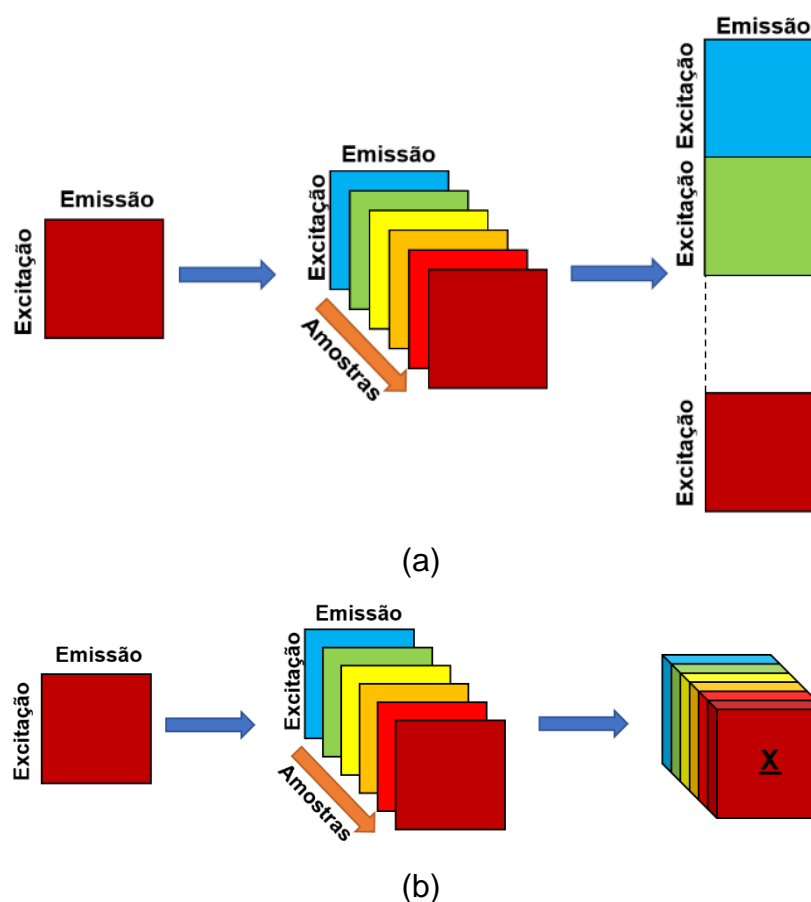 Emissão
Excitação
Emissão
Excitação
Amostras
Emissão
Excitação
Excitação
Excitação
(a)
Emissão
Excitação
Emissão
Excitação
Amostras
X
(b)